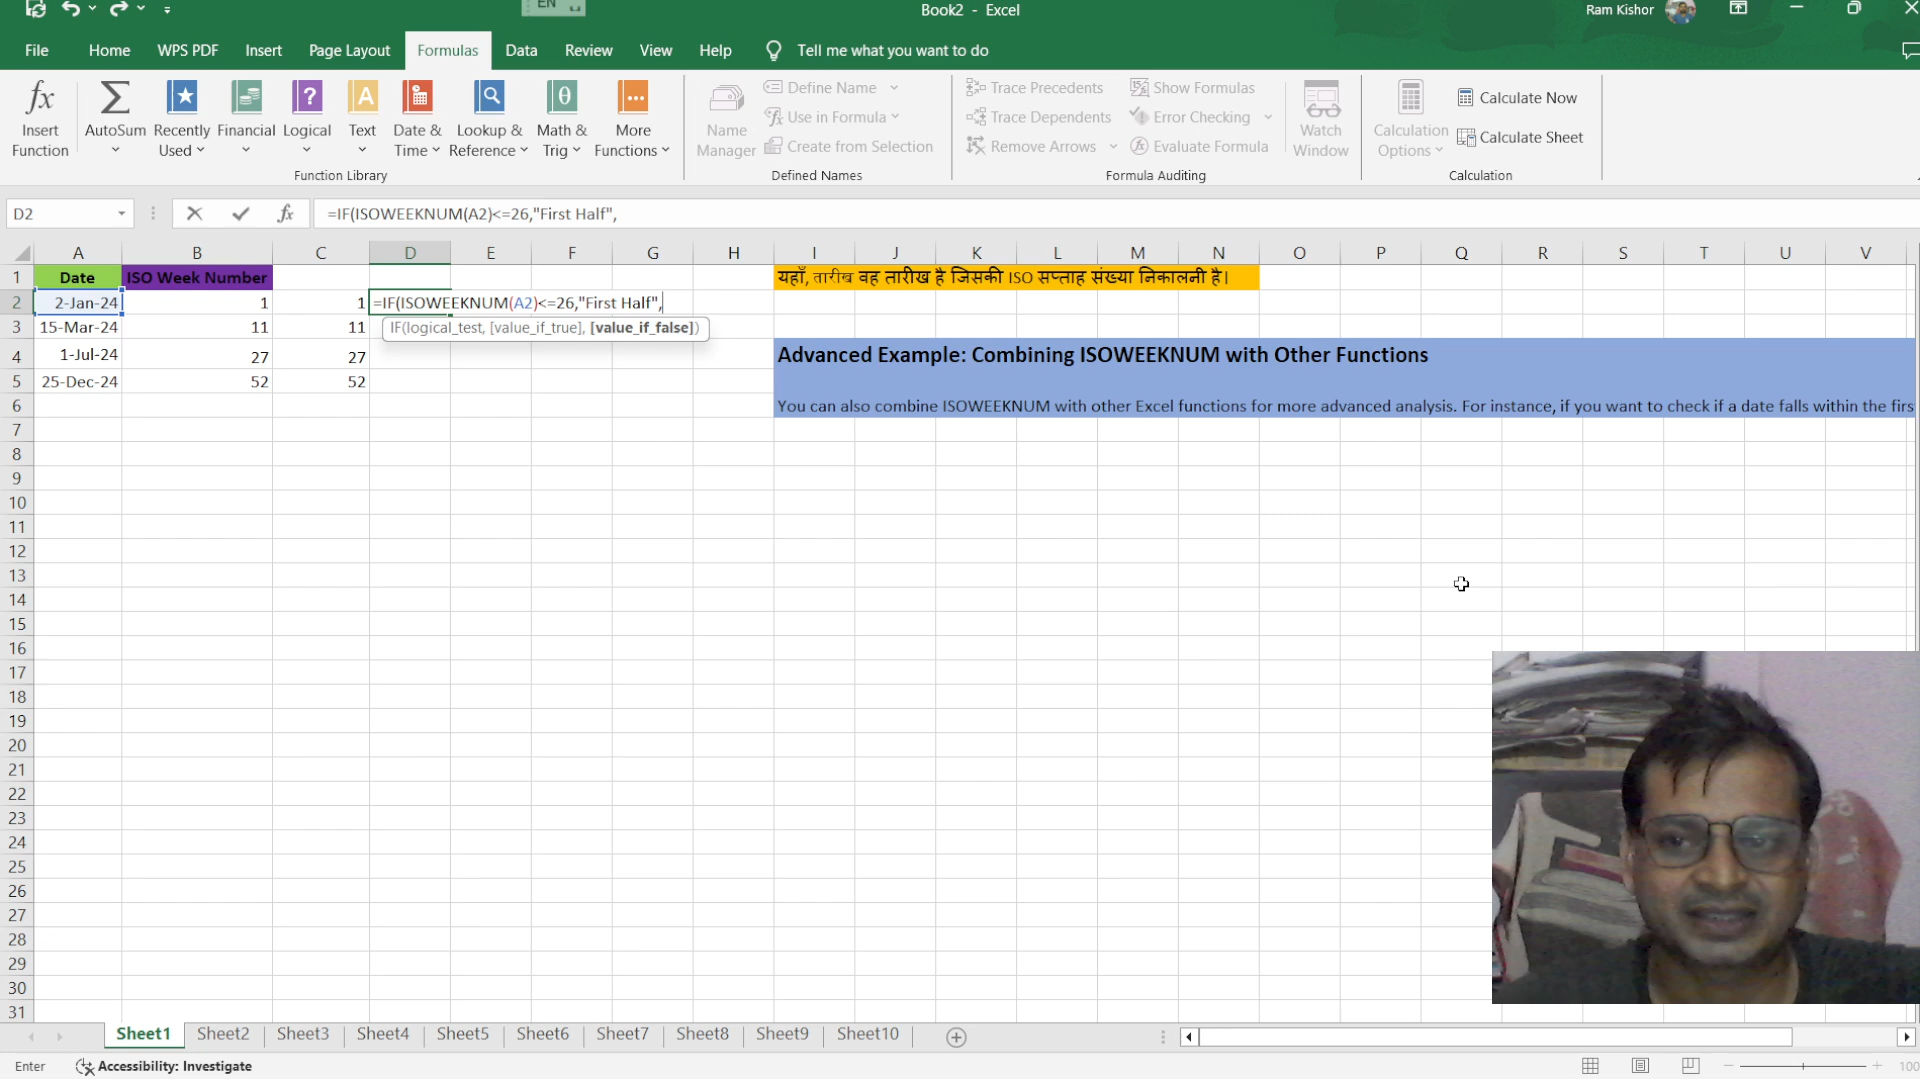 Book2 - Excel
Ram Kishor
File Home WPS PDF Insert Page Layout Formulas Data Review View Help Tell me what you want to do
Insert Function
AutoSum
Recently Used
Financial
Logical
Text
Date & Time
Lookup & Reference
Math & Trig
More Functions
Function Library
Name Manager
Define Name
Use in Formula
Create from Selection
Defined Names
Trace Precedents
Trace Dependents
Remove Arrows
Show Formulas
Error Checking
Evaluate Formula
Formula Auditing
Watch Window
Calculation Options
Calculate Now
Calculate Sheet
Calculation
D2 fx =IF(ISOWEEKNUM(A2)<=26,"First Half",
A B C D E F G H I J K L M N O P Q R S T U V
1 Date ISO Week Number यहाँ, तारीख वह तारीख है जिसकी ISO सप्ताह संख्या निकालनी है।
2 2-Jan-24 1 1 =IF(ISOWEEKNUM(A2)<=26,"First Half",
IF(logical_test, [value_if_true], [value_if_false])
3 15-Mar-24 11 11
4 1-Jul-24 27 27 Advanced Example: Combining ISOWEEKNUM with Other Functions
5 25-Dec-24 52 52
6 You can also combine ISOWEEKNUM with other Excel functions for more advanced analysis. For instance, if you want to check if a date falls within the firs
7
8
9
10
11
12
13
14
15
16
17
18
19
20
21
22
23
24
25
26
27
28
29
30
31
Sheet1 Sheet2 Sheet3 Sheet4 Sheet5 Sheet6 Sheet7 Sheet8 Sheet9 Sheet10
Enter Accessibility: Investigate 100